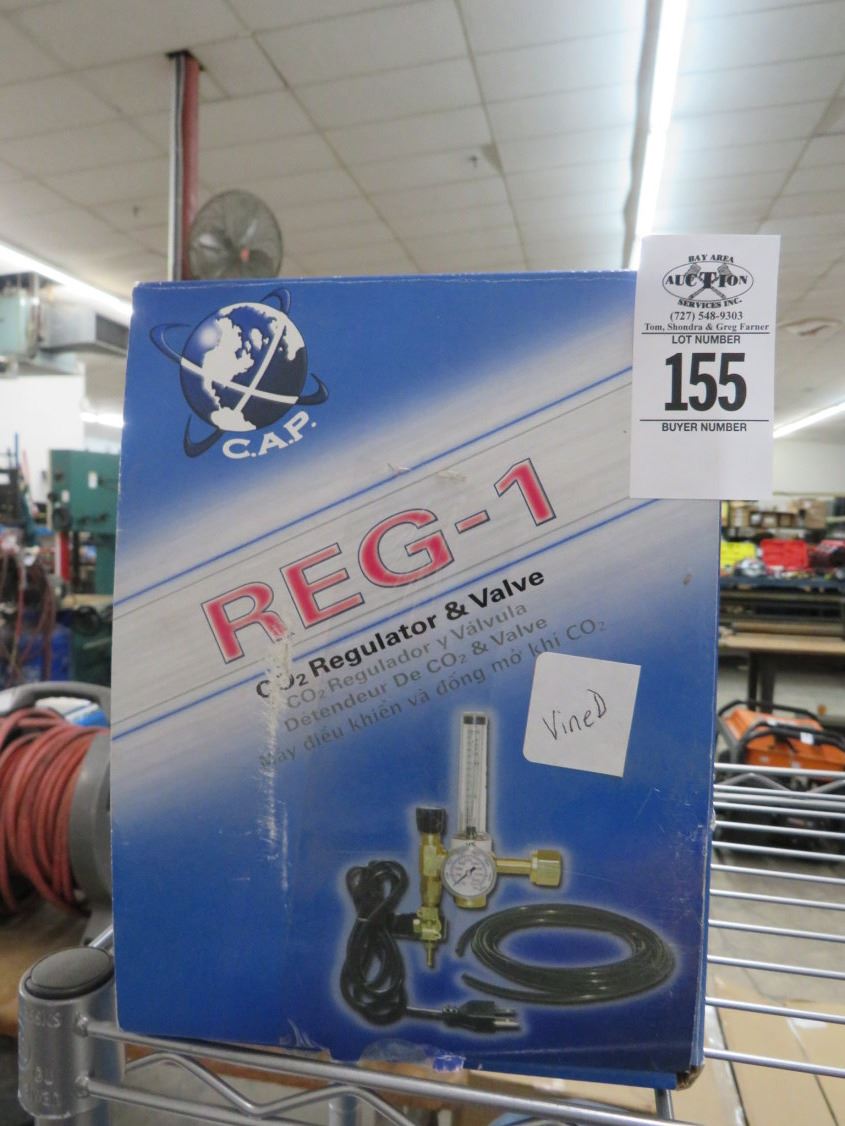 C.A.P.
REG-1
CO₂ Regulator & Valve
CO₂ Regulador y Válvula
Détendeur De CO₂ & Valve
Máy điều khiển và đóng mở khí CO₂
VineD
BAY AREA
AUCTION
SERVICES INC.
(727) 548-9303
Tom, Shondra & Greg Farner
LOT NUMBER
155
BUYER NUMBER